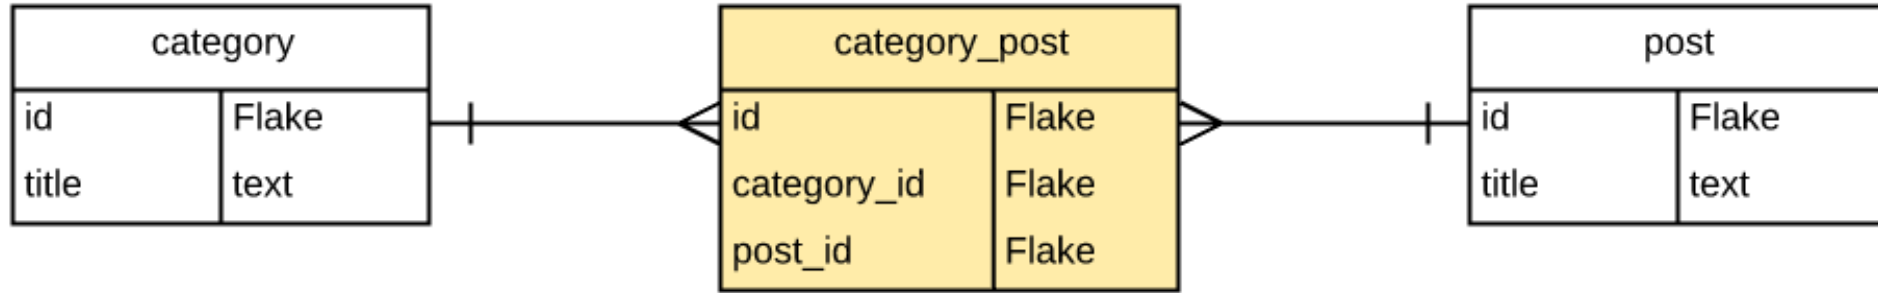 category
id Flake
title text
category_post
id Flake
category_id Flake
post_id Flake
post
id Flake
title text